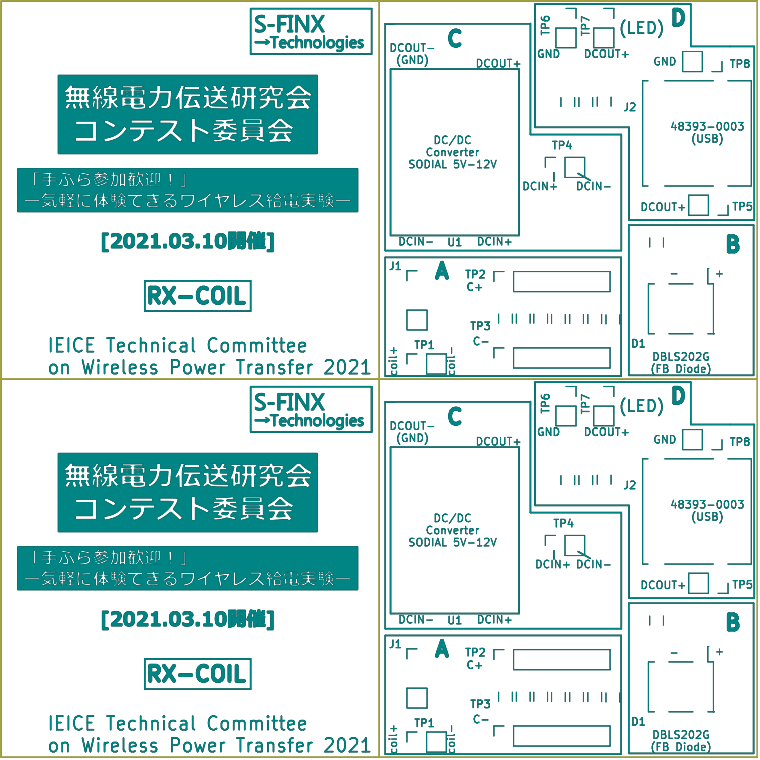 S-FINX
→Technologies
無線電力伝送研究会
コンテスト委員会
「手ぶら参加歓迎！」
―気軽に体験できるワイヤレス給電実験―
[2021.03.10開催]
RX-COIL
IEICE Technical Committee
on Wireless Power Transfer 2021
C
DCOUT-
(GND)
DCOUT+
DC/DC
Converter
SODIAL 5V-12V
DCIN- U1 DCIN+
TP6
TP7
(LED)
D
GND
DCOUT+
GND
TP8
J2
48393-0003
(USB)
TP4
DCIN+
DCIN-
DCOUT+
TP5
J1
A
TP2
C+
TP3
C-
TP1
coil+
coil-
B
-
+
D1
DBLS202G
(FB Diode)
S-FINX
→Technologies
無線電力伝送研究会
コンテスト委員会
「手ぶら参加歓迎！」
―気軽に体験できるワイヤレス給電実験―
[2021.03.10開催]
RX-COIL
IEICE Technical Committee
on Wireless Power Transfer 2021
C
DCOUT-
(GND)
DCOUT+
DC/DC
Converter
SODIAL 5V-12V
DCIN- U1 DCIN+
TP6
TP7
(LED)
D
GND
DCOUT+
GND
TP8
J2
48393-0003
(USB)
TP4
DCIN+
DCIN-
DCOUT+
TP5
J1
A
TP2
C+
TP3
C-
TP1
coil+
coil-
B
-
+
D1
DBLS202G
(FB Diode)